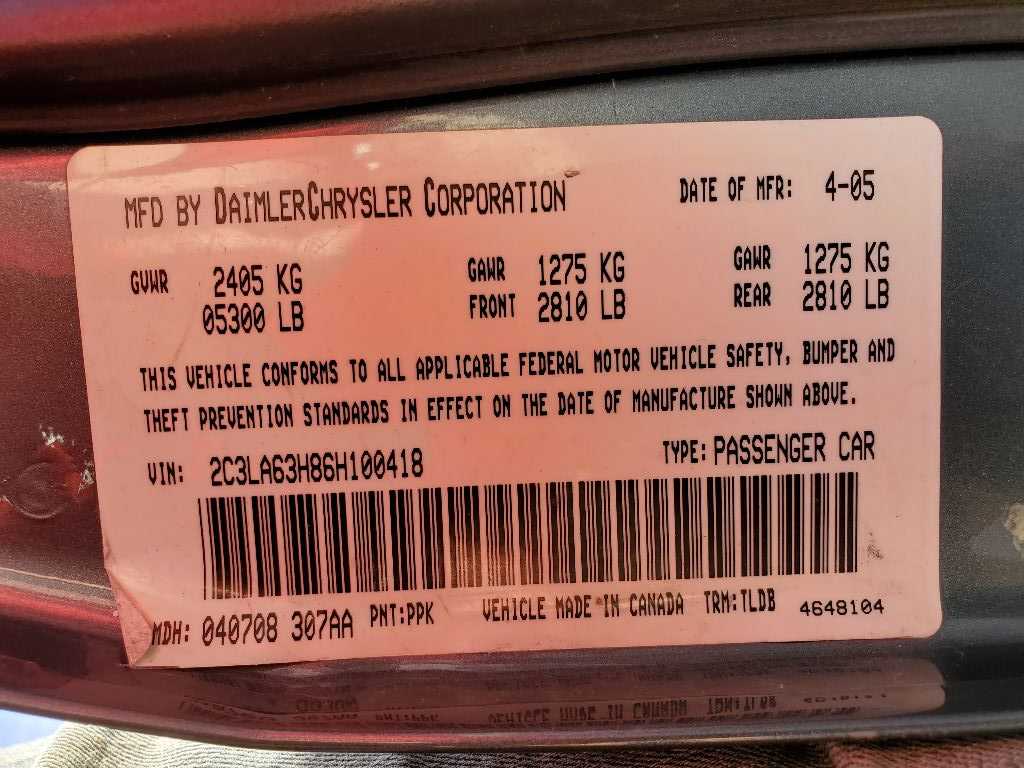 MFD BY DAIMLERCHRYSLER CORPORATION DATE OF MFR: 4-05
GVWR 2405 KG GAWR 1275 KG GAWR 1275 KG
05300 LB FRONT 2810 LB REAR 2810 LB
THIS VEHICLE CONFORMS TO ALL APPLICABLE FEDERAL MOTOR VEHICLE SAFETY, BUMPER AND
THEFT PREVENTION STANDARDS IN EFFECT ON THE DATE OF MANUFACTURE SHOWN ABOVE.
VIN: 2C3LA63H86H100418 TYPE: PASSENGER CAR
MDH: 040708 307AA PNT:PPK VEHICLE MADE IN CANADA TRM:TLDB 4648104